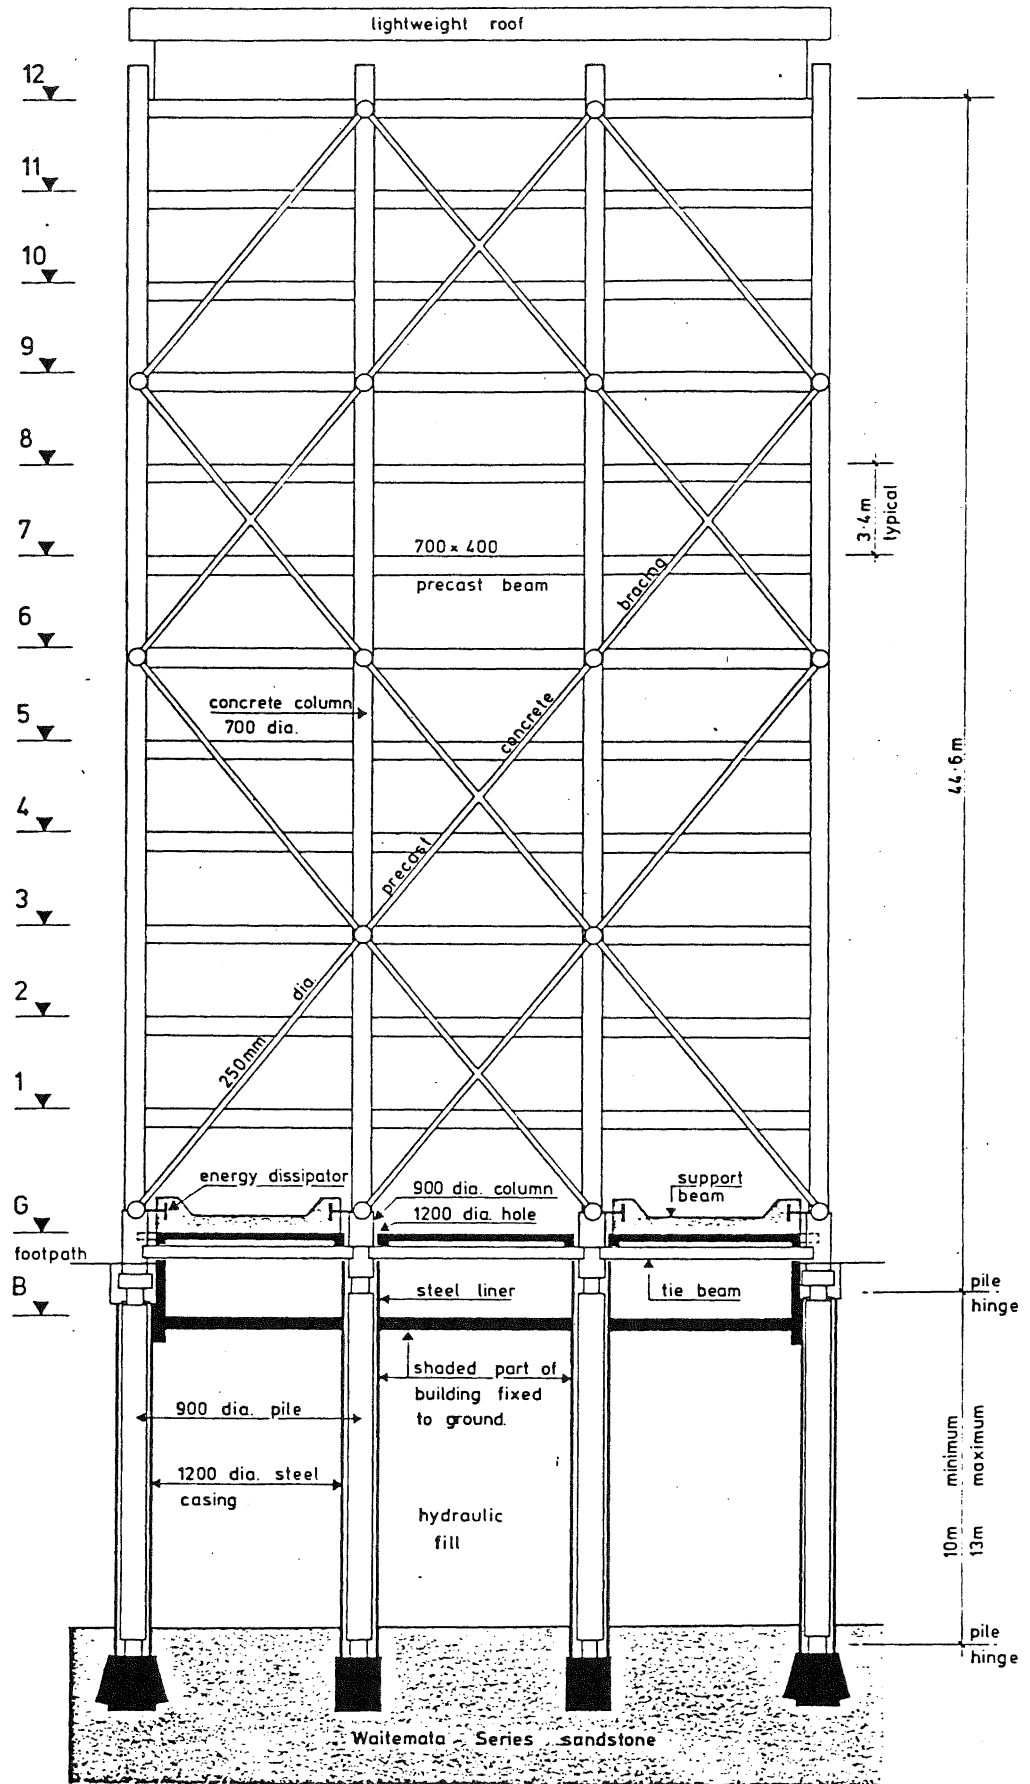 lightweight roof
12
11
10
9
8
7
6
5
4
3
2
1
G
footpath
B
3·4m
typical
700 x 400
precast beam
bracing
concrete
precast
250mm dia.
concrete column
700 dia.
44·6m
energy dissipator
900 dia. column
1200 dia. hole
support
beam
steel liner
tie beam
pile
hinge
shaded part of
building fixed
to ground.
900 dia. pile
1200 dia. steel
casing
hydraulic
fill
10m minimum
13m maximum
pile
hinge
Waitemata Series sandstone